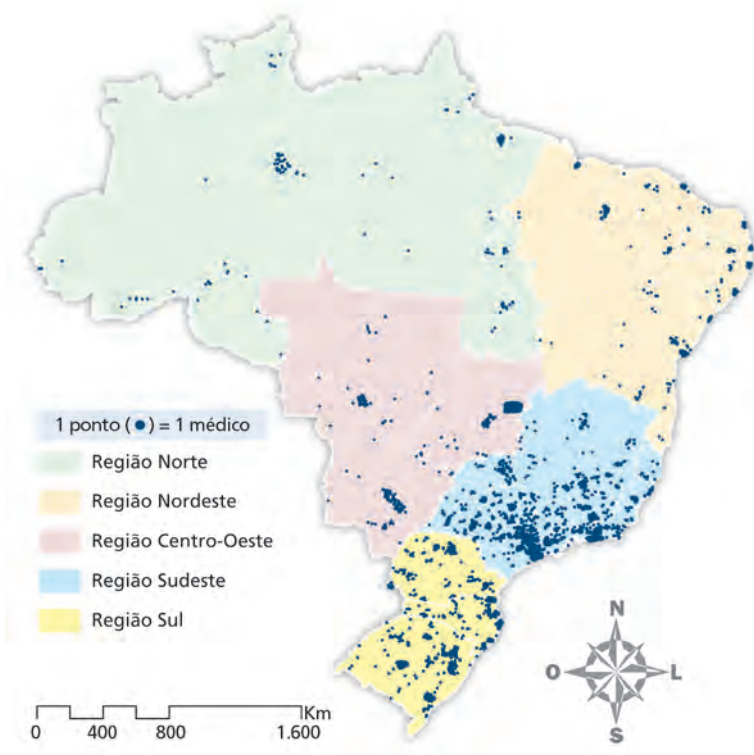 1 ponto (●) = 1 médico
Região Norte
Região Nordeste
Região Centro-Oeste
Região Sudeste
Região Sul
Km
0 400 800 1.600
N
O L
S